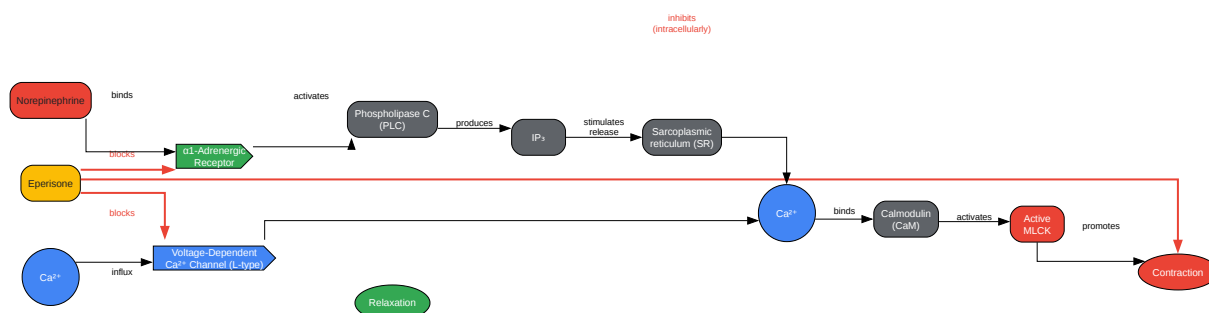 inhibits
(intracellularly)
Norepinephrine
binds
activates
Phospholipase C
(PLC)
produces
IP₃
stimulates
release
Sarcoplasmic
reticulum (SR)
blocks
α1-Adrenergic
Receptor
Eperisone
blocks
Ca²⁺
binds
Calmodulin
(CaM)
activates
Active
MLCK
promotes
Voltage-Dependent
Ca²⁺ Channel (L-type)
Ca²⁺
influx
Contraction
Relaxation